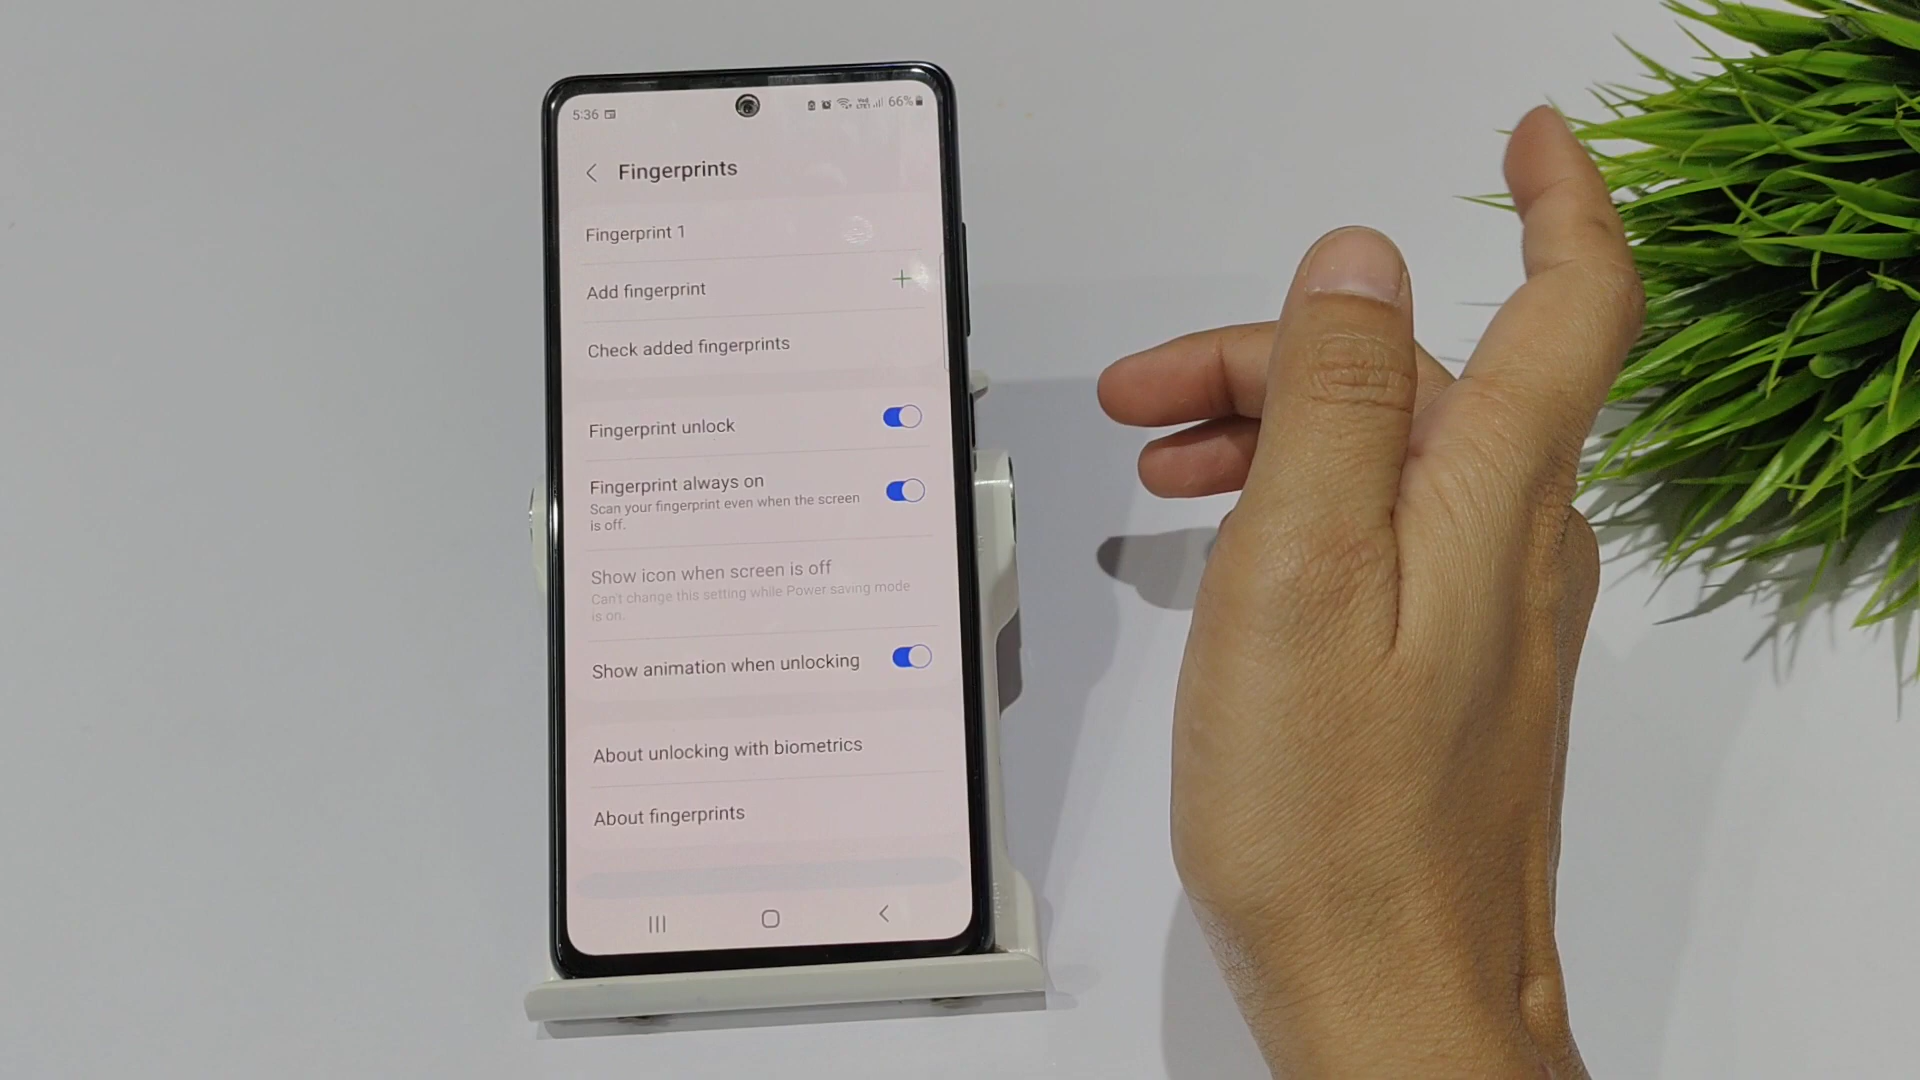 5:36
66%
Fingerprints
Fingerprint 1
Add fingerprint
Check added fingerprints
Fingerprint unlock
Fingerprint always on
Scan your fingerprint even when the screen
is off.
Show icon when screen is off
Can't change this setting while Power saving mode
is on.
Show animation when unlocking
About unlocking with biometrics
About fingerprints